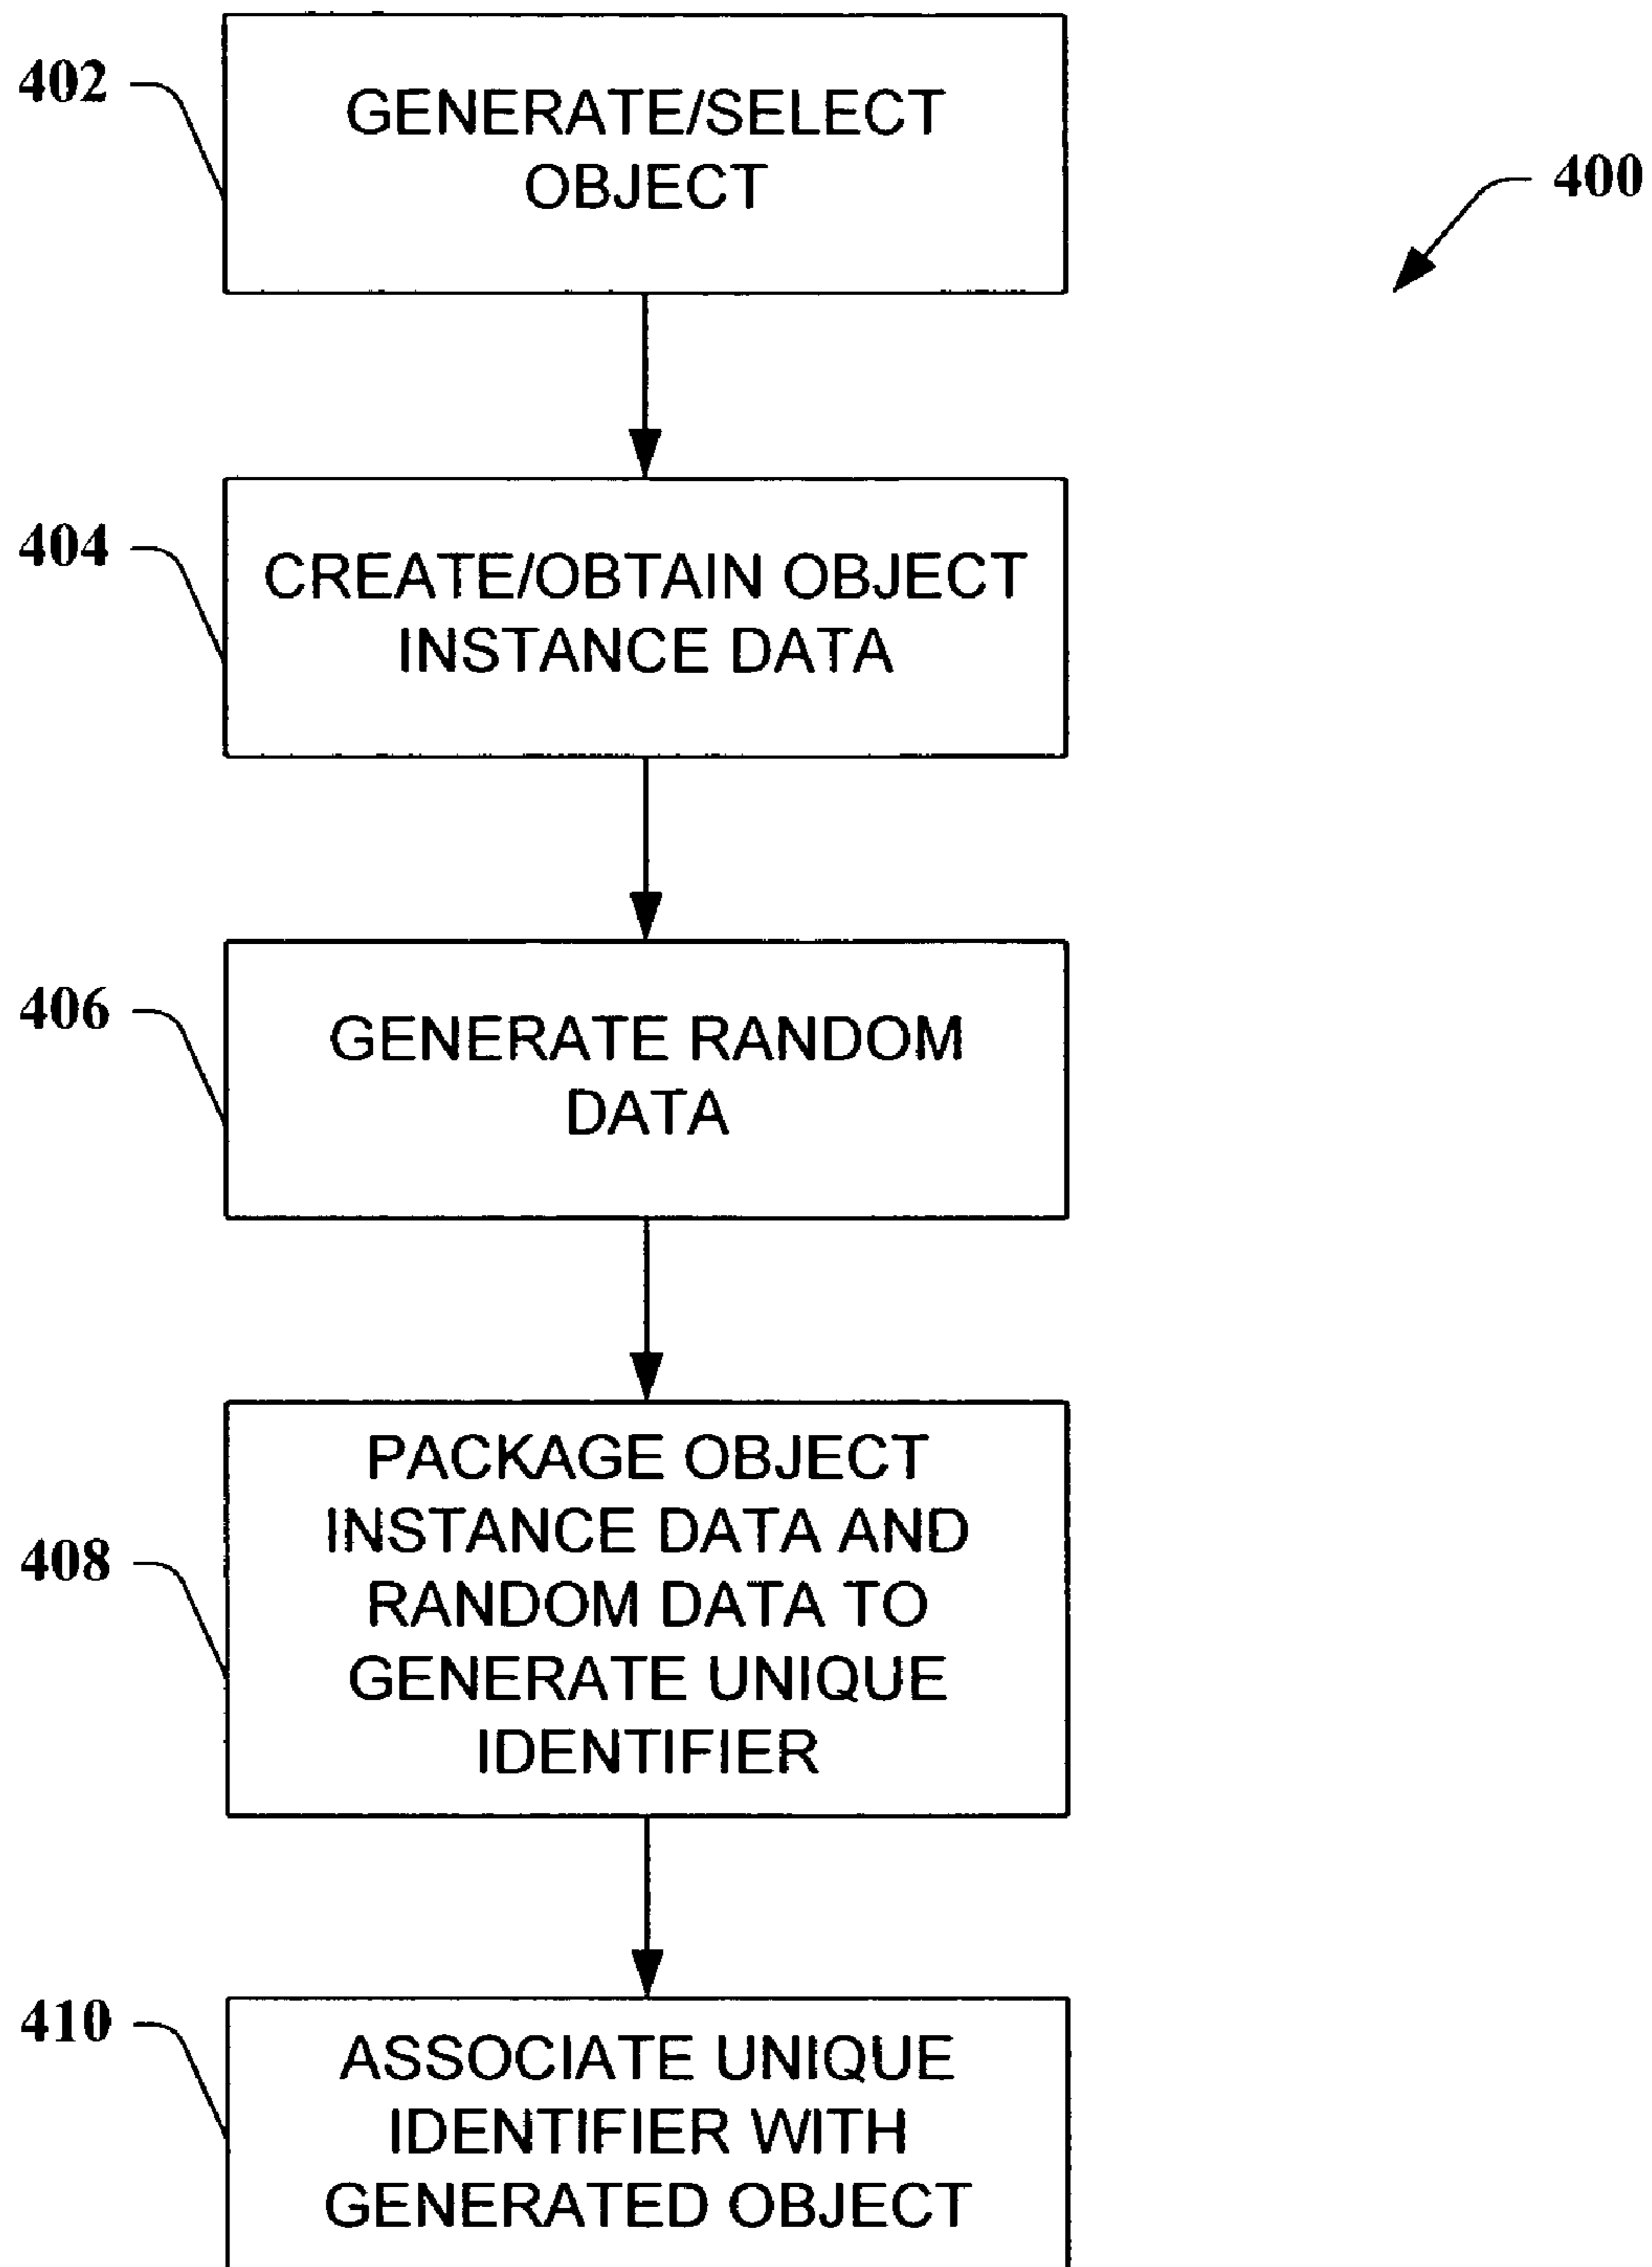 402
GENERATE/SELECT
OBJECT
400
404
CREATE/OBTAIN OBJECT
INSTANCE DATA
406
GENERATE RANDOM
DATA
408
PACKAGE OBJECT
INSTANCE DATA AND
RANDOM DATA TO
GENERATE UNIQUE
IDENTIFIER
410
ASSOCIATE UNIQUE
IDENTIFIER WITH
GENERATED OBJECT